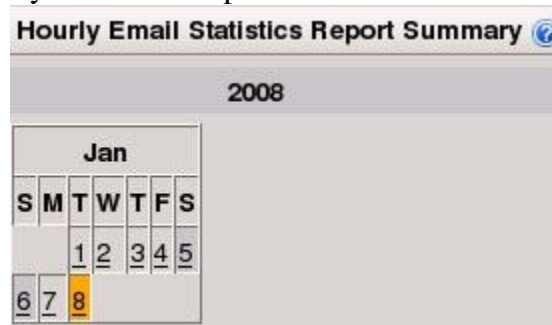 Hourly Email Statistics Report Summary ?
2008
Jan
S M T W T F S
1 2 3 4 5
6 7 8